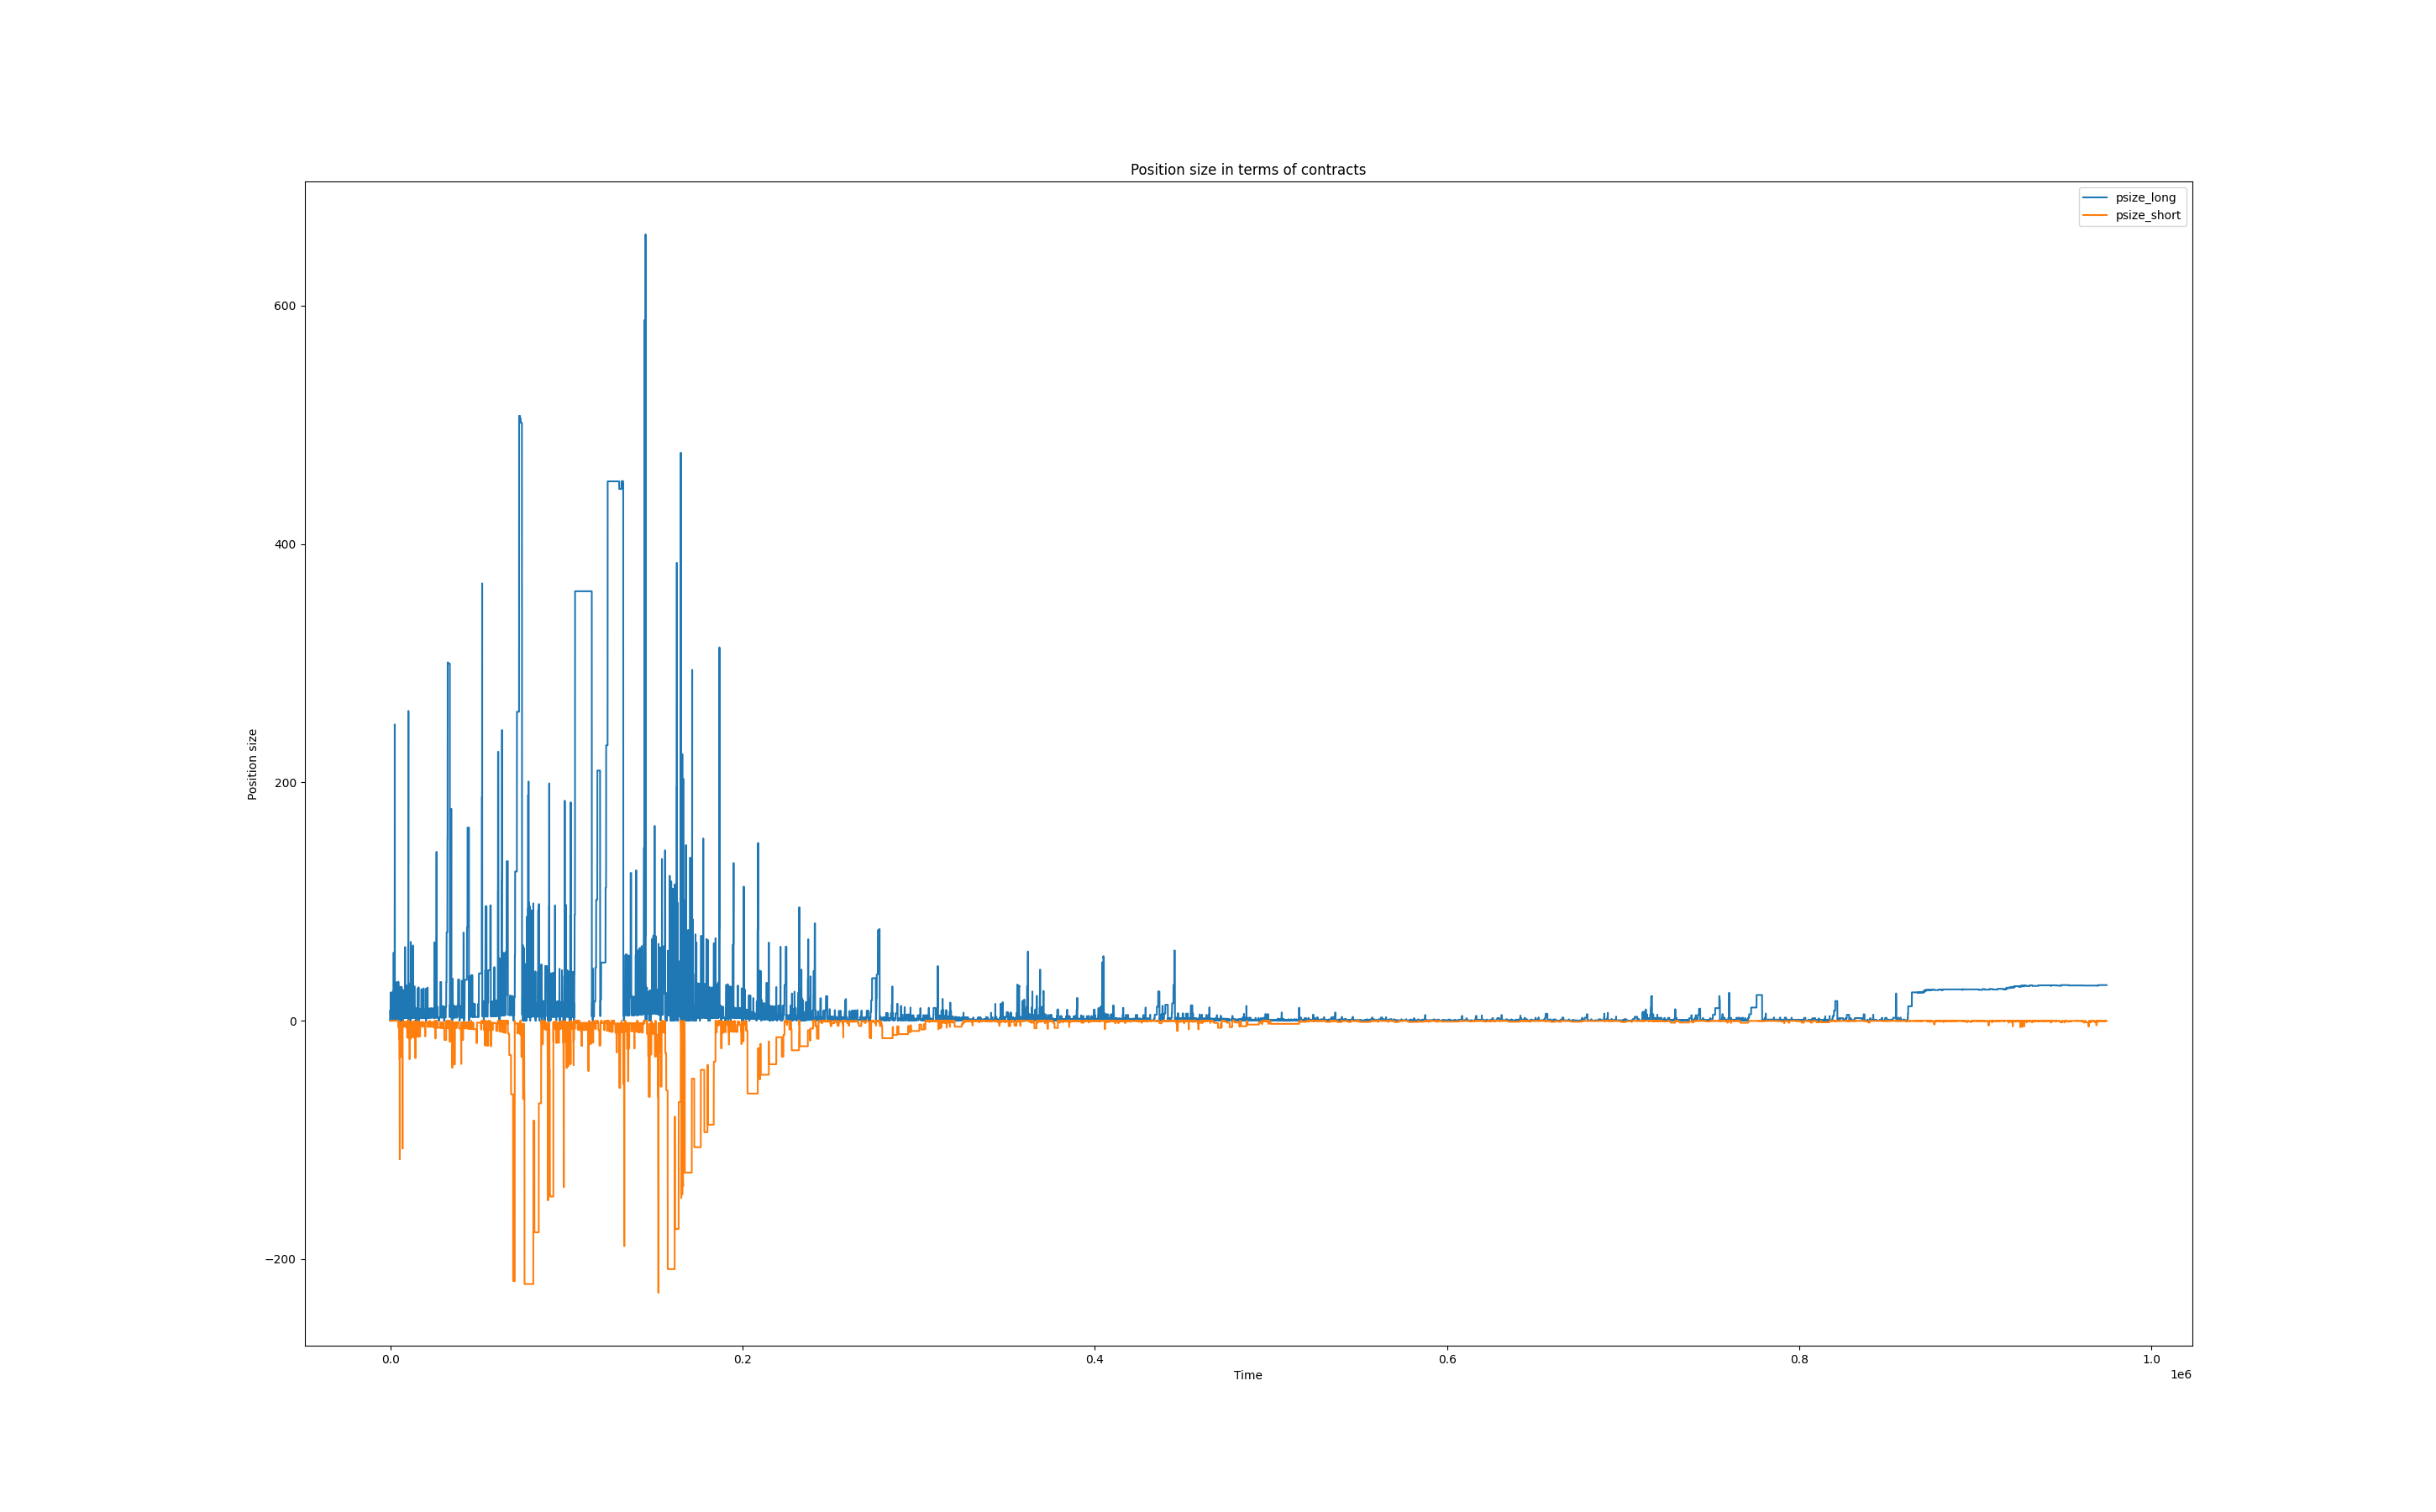 Position size in terms of contracts
psize_long
psize_short
600
400
200
0
−200
Position size
0.0
0.2
0.4
0.6
0.8
1.0
1e6
Time